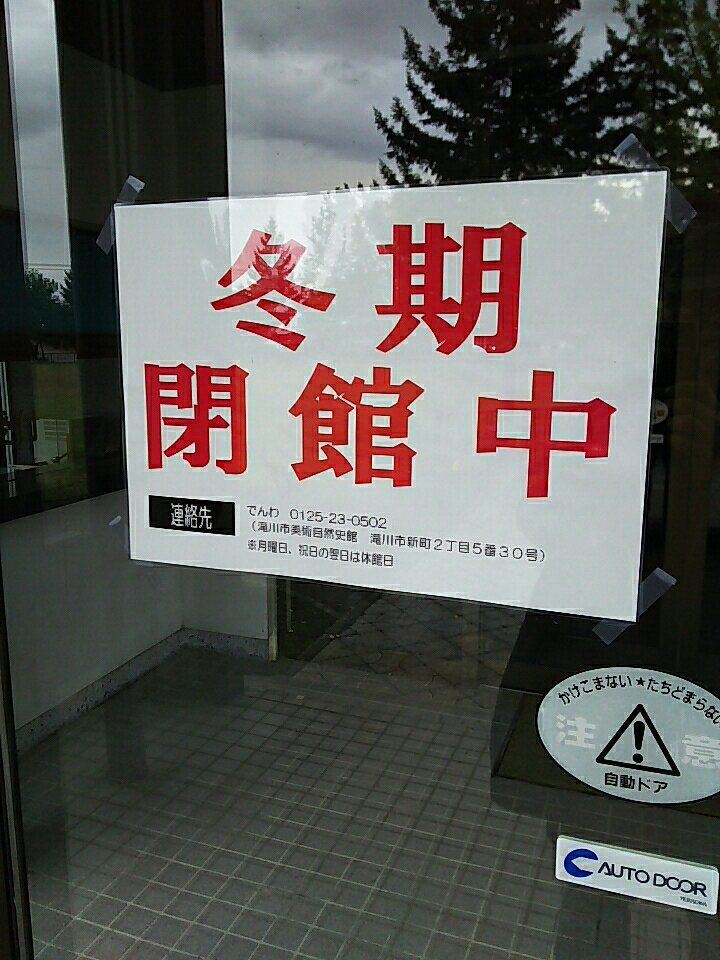 冬期
閉館中
連絡先
でんわ 0125-23-0502
（滝川市美術自然史館 滝川市新町２丁目５番３０号）
※月曜日、祝日の翌日は休館日
かけこまない★たちどまらない
注意
自動ドア
AUTO DOOR